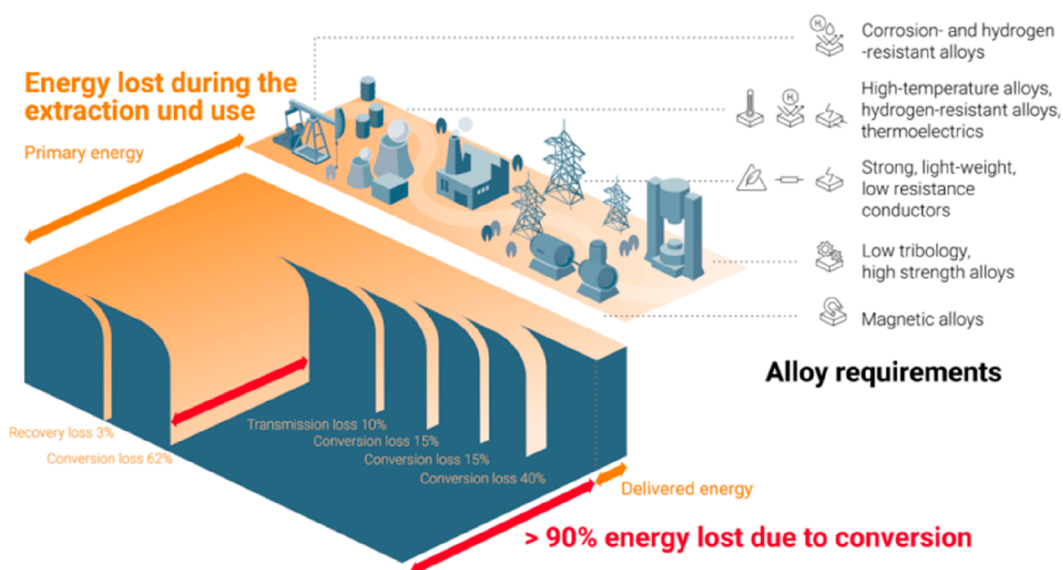 Energy lost during the
extraction und use
Primary energy
Corrosion- and hydrogen
-resistant alloys
High-temperature alloys,
hydrogen-resistant alloys,
thermoelectrics
Strong, light-weight,
low resistance
conductors
Low tribology,
high strength alloys
Magnetic alloys
Alloy requirements
Recovery loss 3%
Conversion loss 62%
Transmission loss 10%
Conversion loss 15%
Conversion loss 15%
Conversion loss 40%
Delivered energy
> 90% energy lost due to conversion